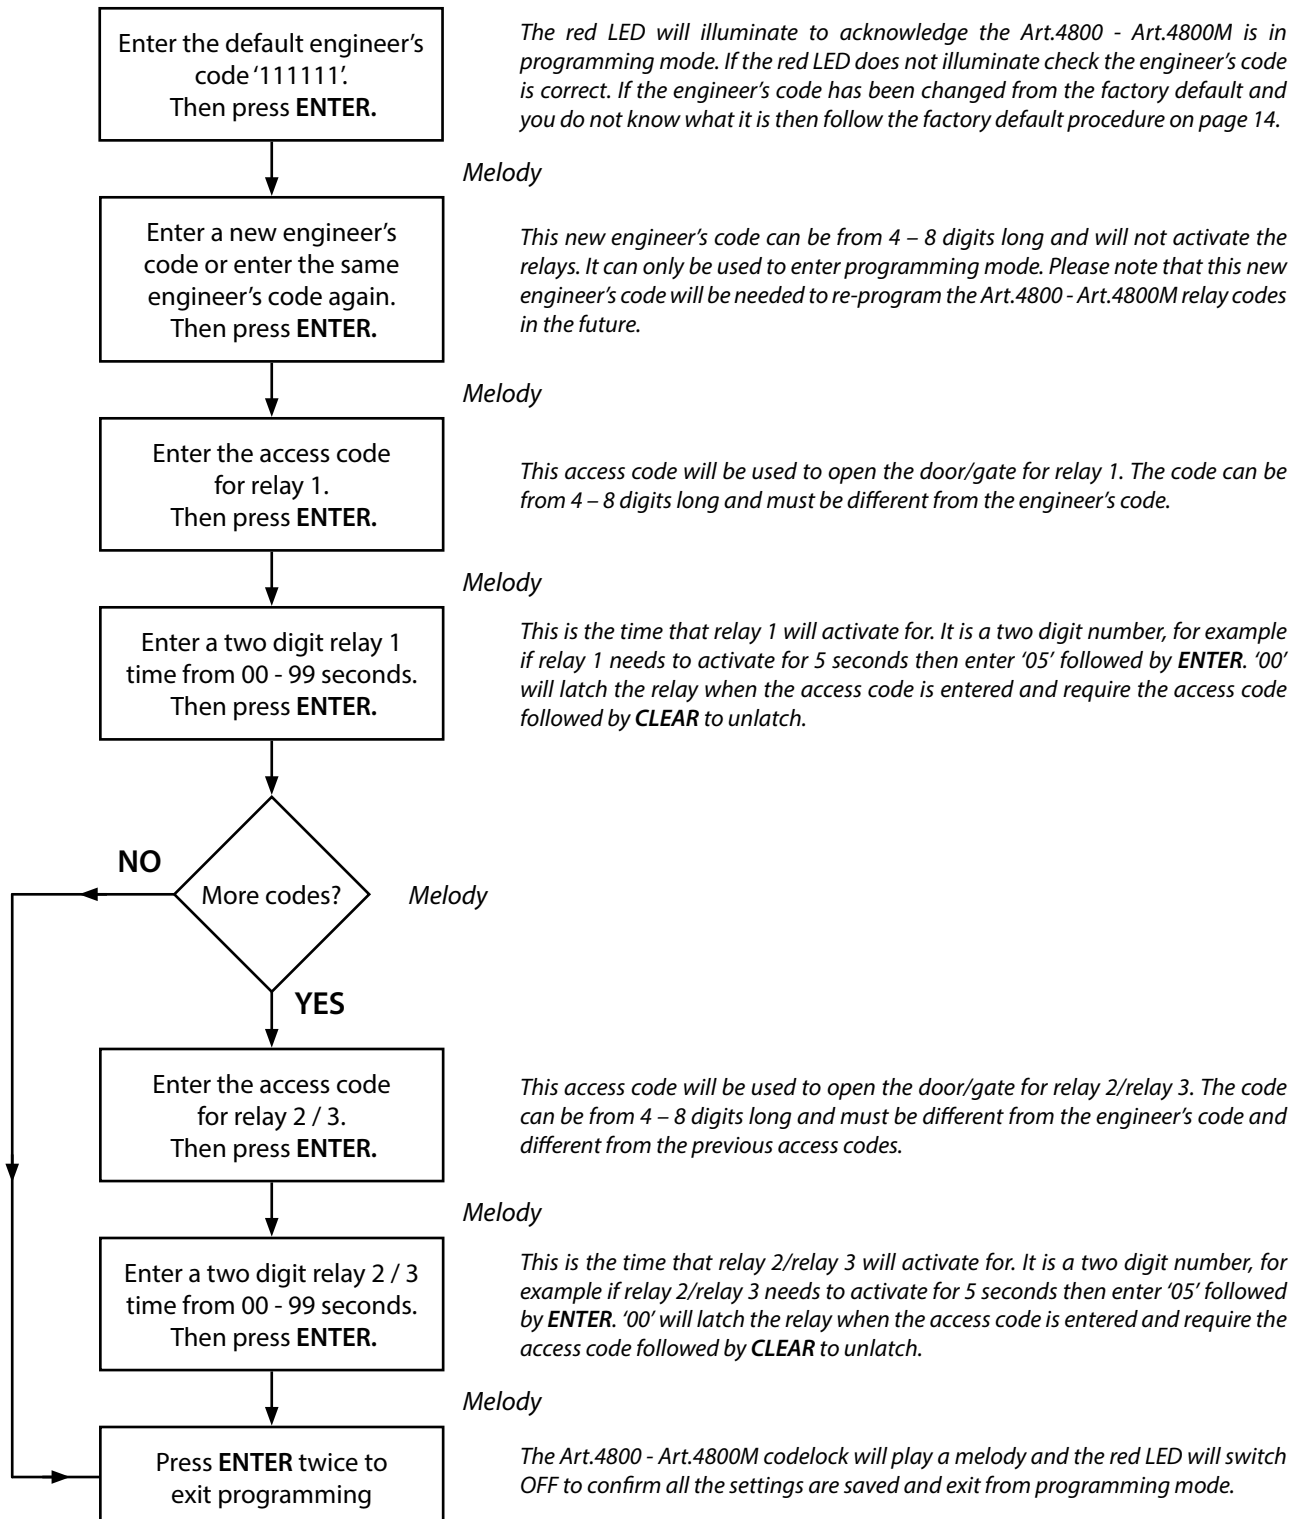 Enter the default engineer’s
code ‘111111’.
Then press ENTER.
The red LED will illuminate to acknowledge the Art.4800 - Art.4800M is in
programming mode. If the red LED does not illuminate check the engineer’s code
is correct. If the engineer’s code has been changed from the factory default and
you do not know what it is then follow the factory default procedure on page 14.
Melody
Enter a new engineer’s
code or enter the same
engineer’s code again.
Then press ENTER.
This new engineer’s code can be from 4 – 8 digits long and will not activate the
relays. It can only be used to enter programming mode. Please note that this new
engineer’s code will be needed to re-program the Art.4800 - Art.4800M relay codes
in the future.
Melody
Enter the access code
for relay 1.
Then press ENTER.
This access code will be used to open the door/gate for relay 1. The code can be
from 4 – 8 digits long and must be different from the engineer’s code.
Melody
Enter a two digit relay 1
time from 00 - 99 seconds.
Then press ENTER.
This is the time that relay 1 will activate for. It is a two digit number, for example
if relay 1 needs to activate for 5 seconds then enter ‘05’ followed by ENTER. ‘00’
will latch the relay when the access code is entered and require the access code
followed by CLEAR to unlatch.
NO
More codes?
Melody
YES
Enter the access code
for relay 2 / 3.
Then press ENTER.
This access code will be used to open the door/gate for relay 2/relay 3. The code
can be from 4 – 8 digits long and must be different from the engineer’s code and
different from the previous access codes.
Melody
Enter a two digit relay 2 / 3
time from 00 - 99 seconds.
Then press ENTER.
This is the time that relay 2/relay 3 will activate for. It is a two digit number, for
example if relay 2/relay 3 needs to activate for 5 seconds then enter ‘05’ followed
by ENTER. ‘00’ will latch the relay when the access code is entered and require the
access code followed by CLEAR to unlatch.
Melody
Press ENTER twice to
exit programming
The Art.4800 - Art.4800M codelock will play a melody and the red LED will switch
OFF to confirm all the settings are saved and exit from programming mode.